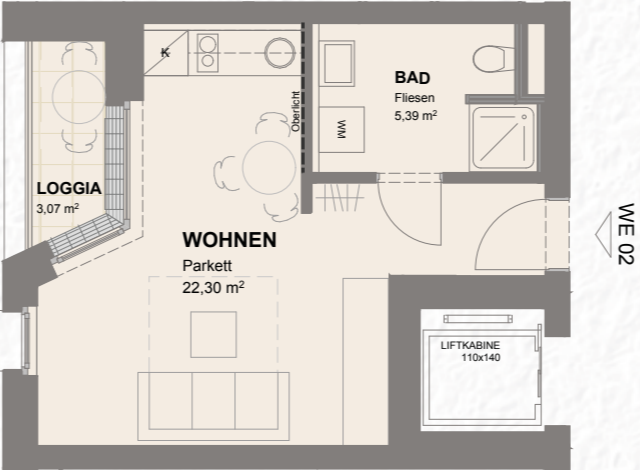 K
Oberlicht
BAD
Fliesen
5,39 m²
WM
LOGGIA
3,07 m²
WOHNEN
Parkett
22,30 m²
WE 02
LIFTKABINE
110x140